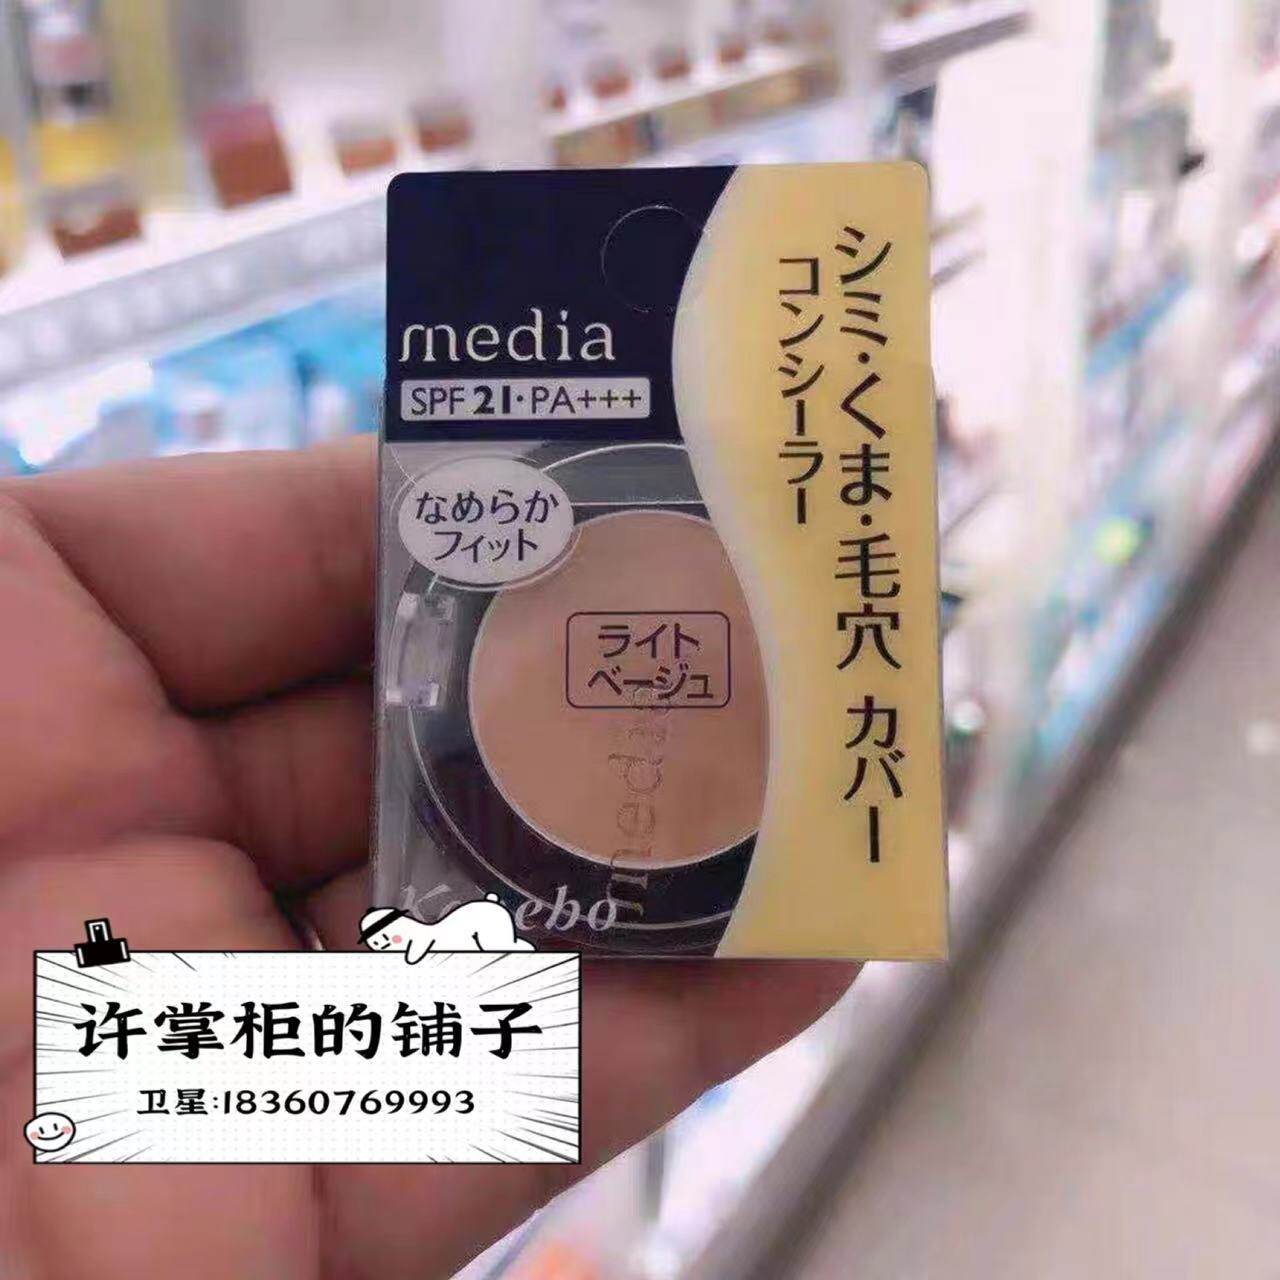 media
SPF 21・PA+++
なめらか
フィット
ライト
ベージュ
media
シミ・くま・毛穴 カバー
コンシーラー
许掌柜的铺子
卫星:18360769993